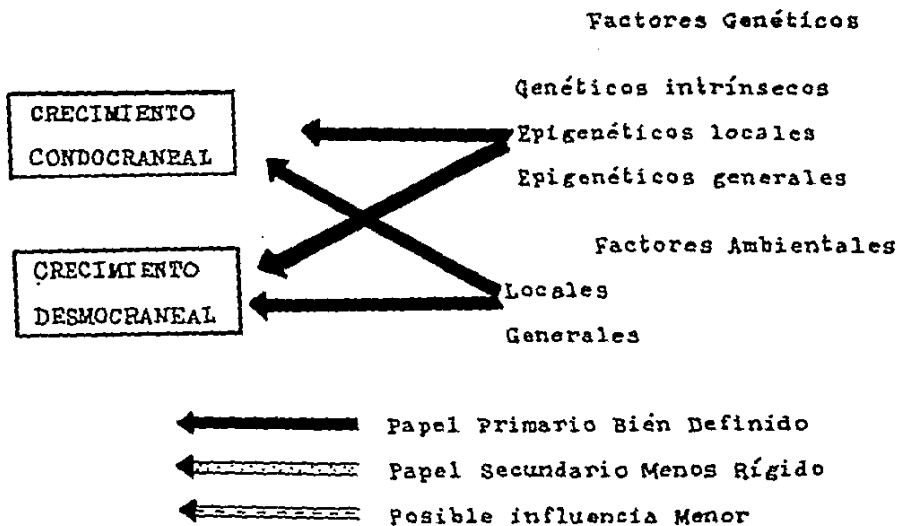 Factores Genéticos
Genéticos intrínsecos
CRECIMIENTO
CONDOCRANEAL
Epigenéticos locales
Epigenéticos generales
Factores Ambientales
CRECIMIENTO
DESMOCRANEAL
Locales
Generales
Papel Primario Bién Definido
Papel Secundario Menos Rígido
Posible influencia Menor